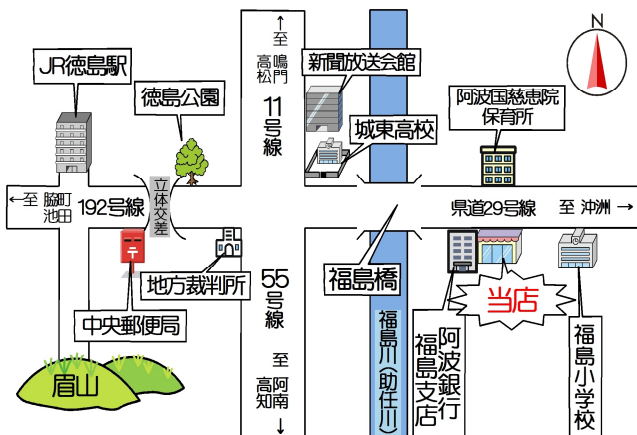 N
JR徳島駅
徳島公園
至 鳴門
高松
11号線
新聞放送会館
城東高校
阿波国慈恵院
保育所
至 脇町
池田
192号線
立体交差
県道29号線
至 沖洲
〒
中央郵便局
地方裁判所
55号線
至 阿南
高知
福島橋
福島川(助任川)
阿波銀行
福島支店
当店
福島小学校
眉山